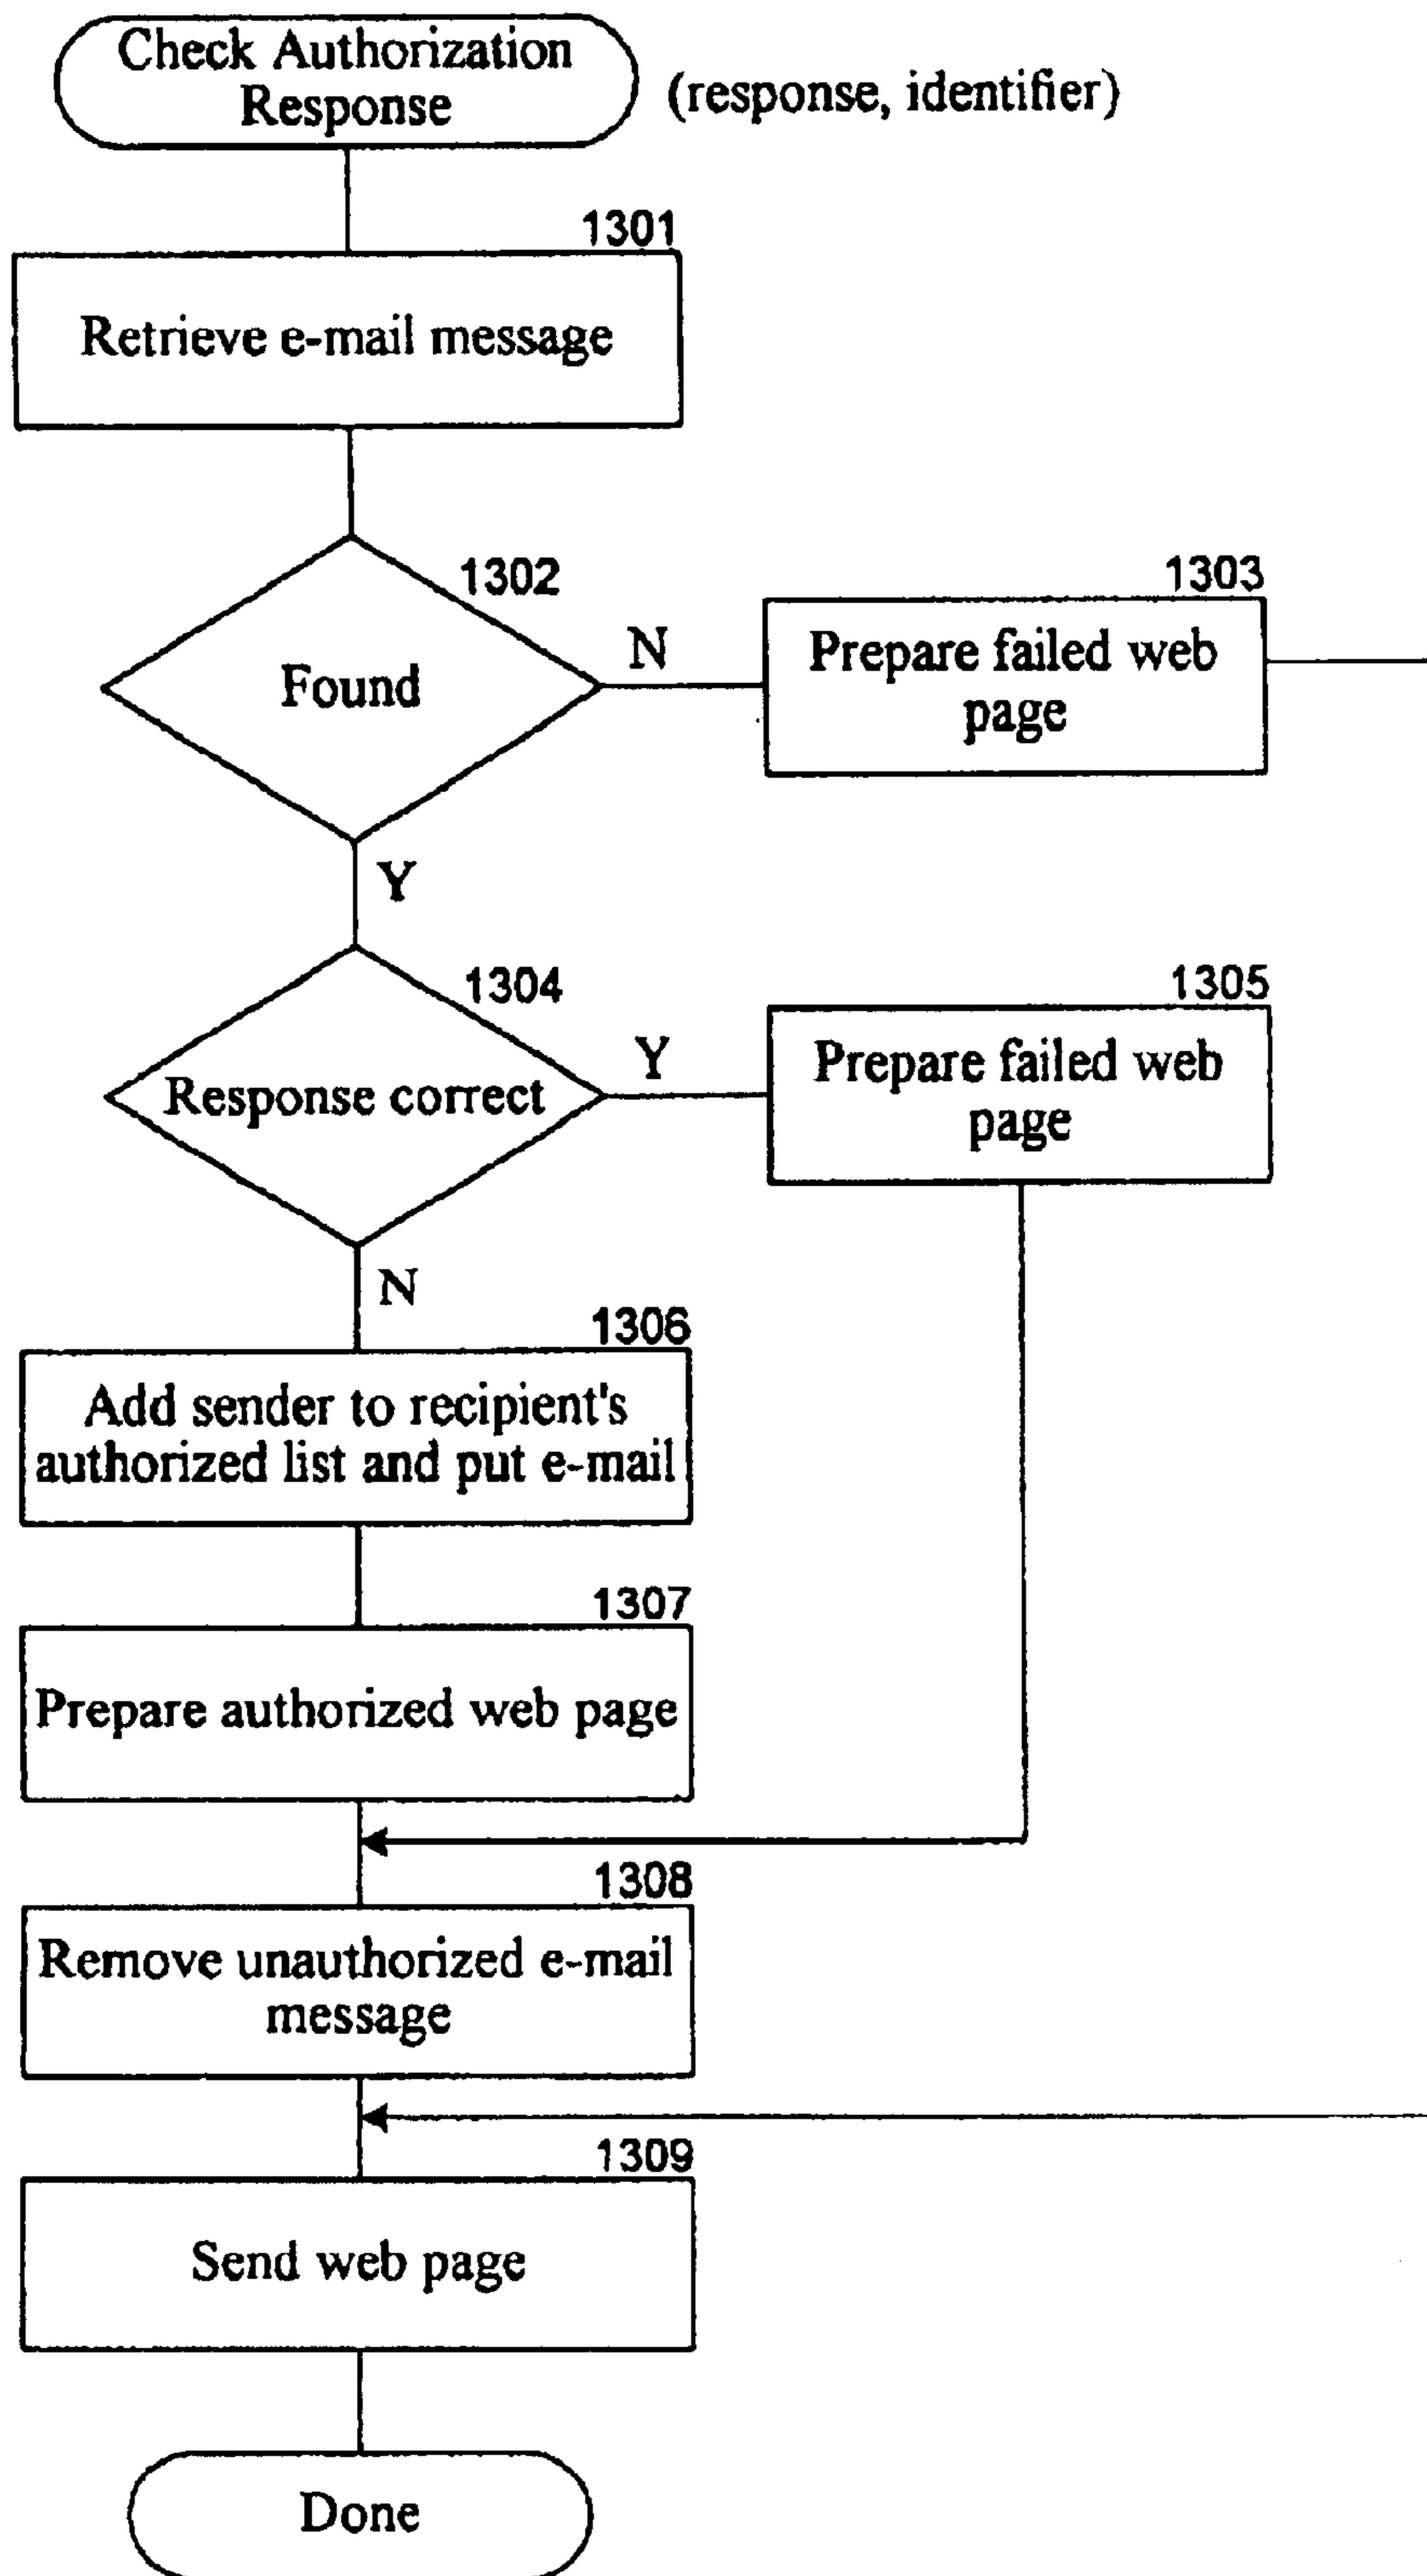 Check Authorization
Response
(response, identifier)
1301
Retrieve e-mail message
1302
Found
N
1303
Prepare failed web
page
Y
1304
Response correct
Y
1305
Prepare failed web
page
N
1306
Add sender to recipient's
authorized list and put e-mail
1307
Prepare authorized web page
1308
Remove unauthorized e-mail
message
1309
Send web page
Done